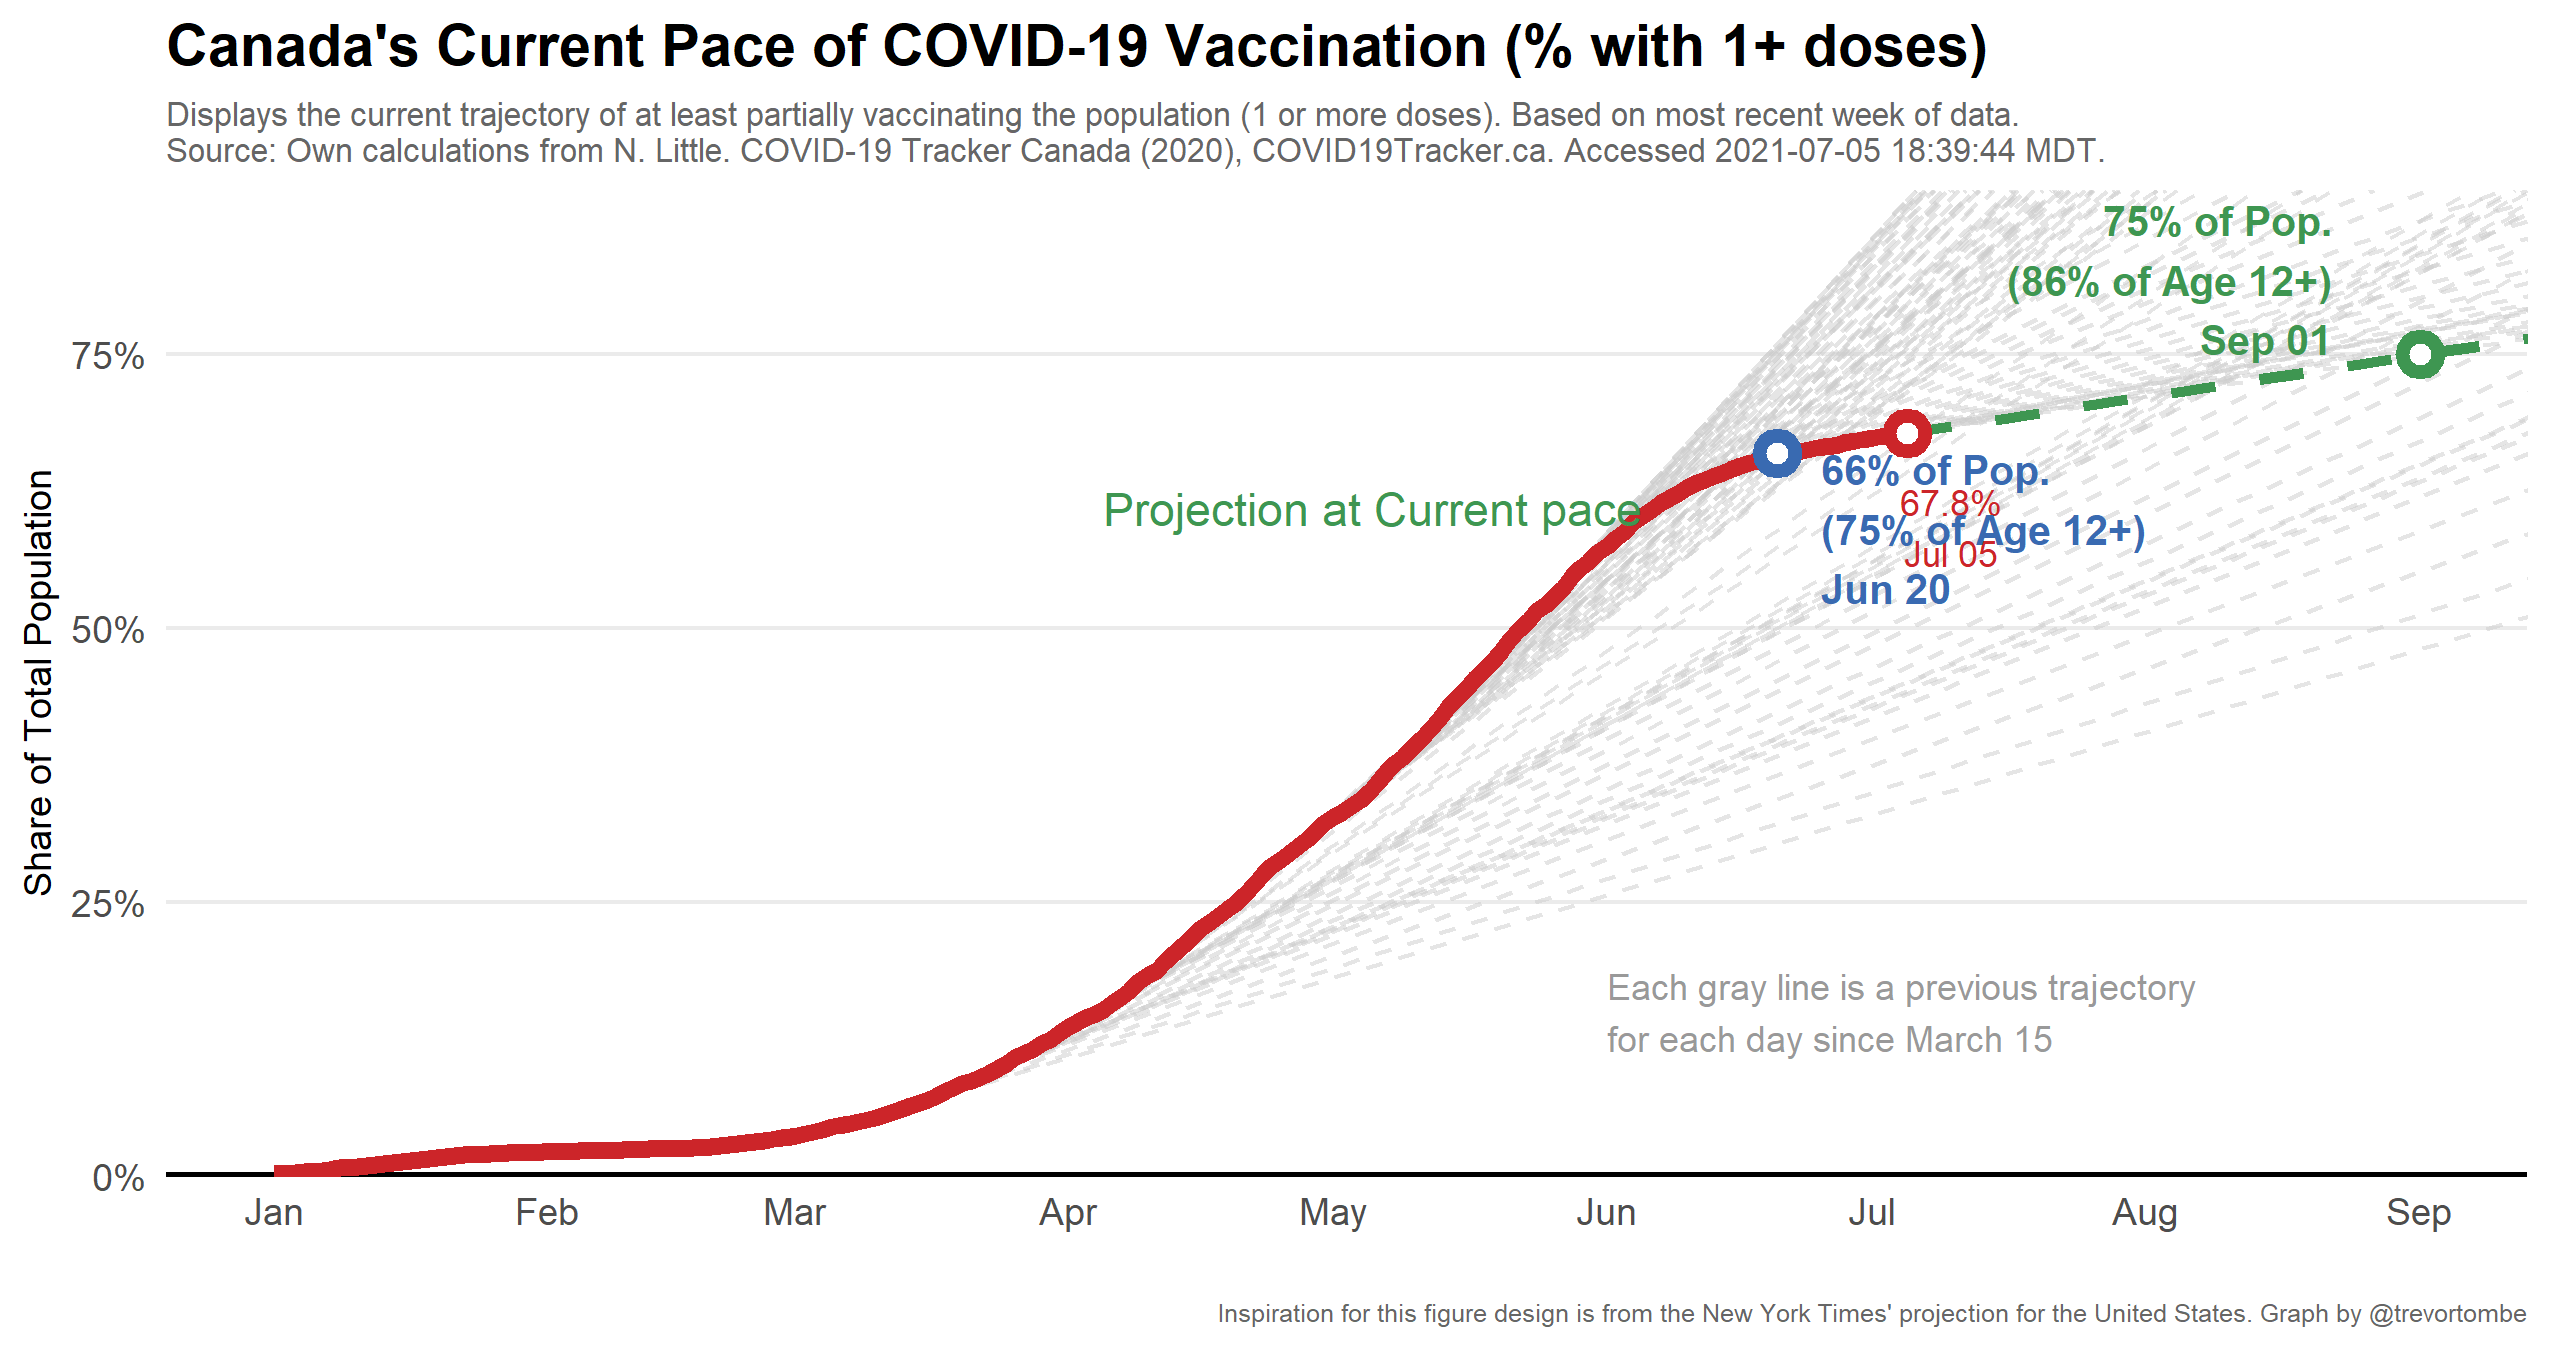 Canada's Current Pace of COVID-19 Vaccination (% with 1+ doses)
Displays the current trajectory of at least partially vaccinating the population (1 or more doses). Based on most recent week of data.
Source: Own calculations from N. Little. COVID-19 Tracker Canada (2020), COVID19Tracker.ca. Accessed 2021-07-05 18:39:44 MDT.
75% of Pop.
(86% of Age 12+)
Sep 01
75%
66% of Pop.
(75% of Age 12+)
Jun 20
67.8%
Jul 05
Projection at Current pace
Share of Total Population
50%
25%
Each gray line is a previous trajectory
for each day since March 15
0%
Jan Feb Mar Apr May Jun Jul Aug Sep
Inspiration for this figure design is from the New York Times' projection for the United States. Graph by @trevortombe